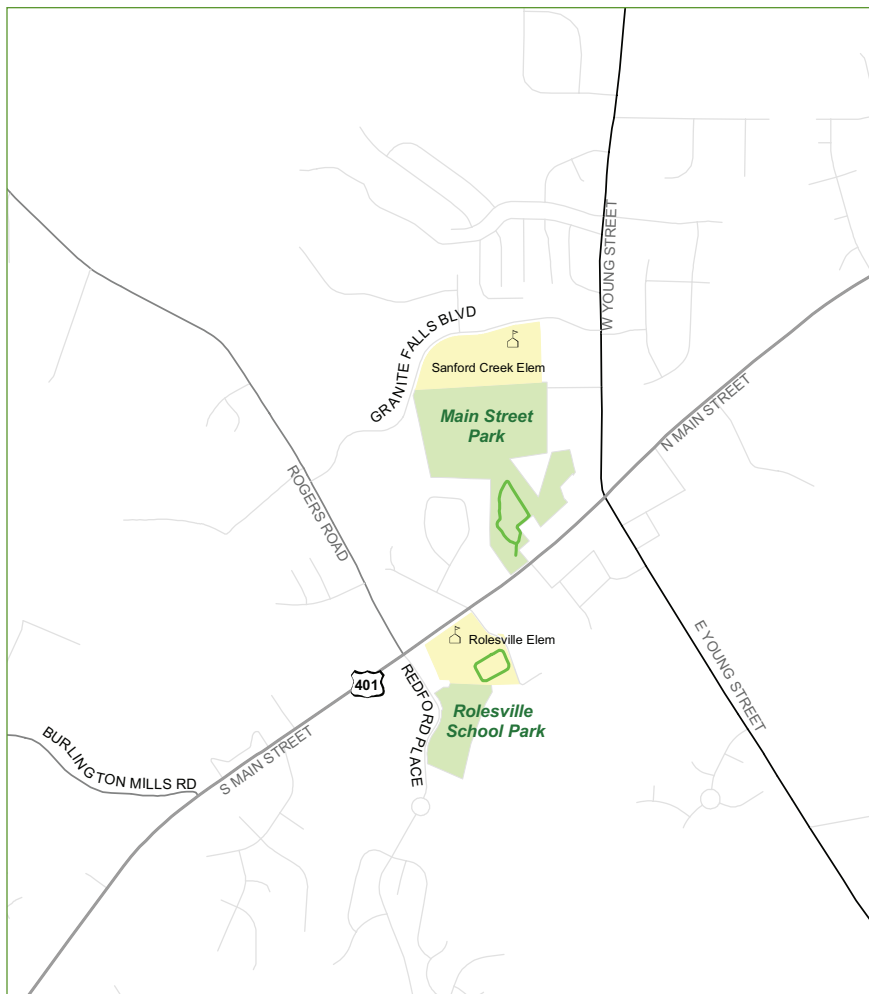 W YOUNG STREET
GRANITE FALLS BLVD
Sanford Creek Elem
N MAIN STREET
Main Street
Park
ROGERS ROAD
Rolesville Elem
E YOUNG STREET
401
REDFORD PLACE
Rolesville
School Park
BURLINGTON MILLS RD
S MAIN STREET